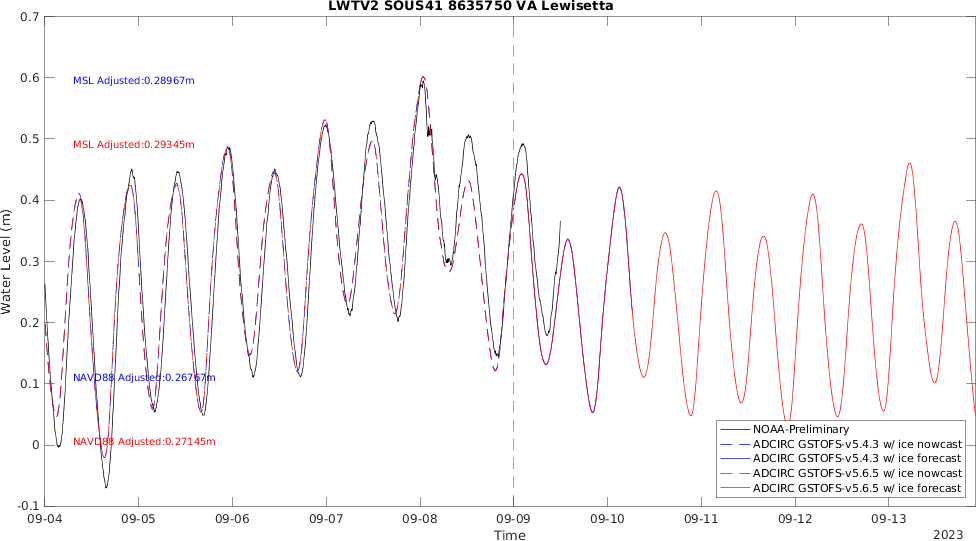 LWTV2 SOUS41 8635750 VA Lewisetta
0.7
0.6
0.5
0.4
0.3
0.2
0.1
0
-0.1
Water Level (m)
MSL Adjusted:0.28967m
MSL Adjusted:0.29345m
NAVD88 Adjusted:0.26767m
NAVD88 Adjusted:0.27145m
NOAA-Preliminary
ADCIRC GSTOFS-v5.4.3 w/ ice nowcast
ADCIRC GSTOFS-v5.4.3 w/ ice forecast
ADCIRC GSTOFS-v5.6.5 w/ ice nowcast
ADCIRC GSTOFS-v5.6.5 w/ ice forecast
09-04 09-05 09-06 09-07 09-08 09-09 09-10 09-11 09-12 09-13
Time
2023